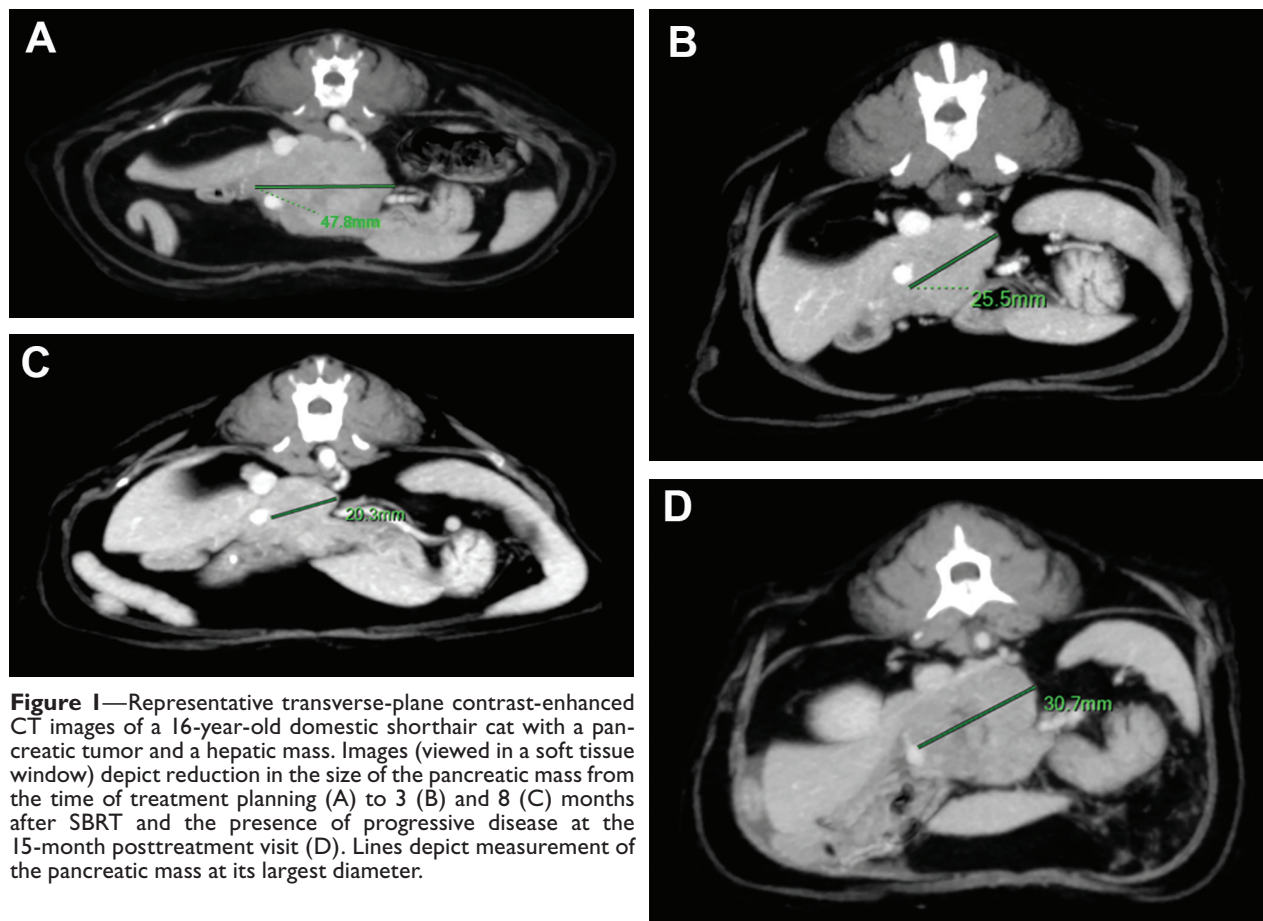 A
47.8mm
B
25.5mm
C
20.3mm
D
30.7mm
Figure 1—Representative transverse-plane contrast-enhanced
CT images of a 16-year-old domestic shorthair cat with a pan-
creatic tumor and a hepatic mass. Images (viewed in a soft tissue
window) depict reduction in the size of the pancreatic mass from
the time of treatment planning (A) to 3 (B) and 8 (C) months
after SBRT and the presence of progressive disease at the
15-month posttreatment visit (D). Lines depict measurement of
the pancreatic mass at its largest diameter.